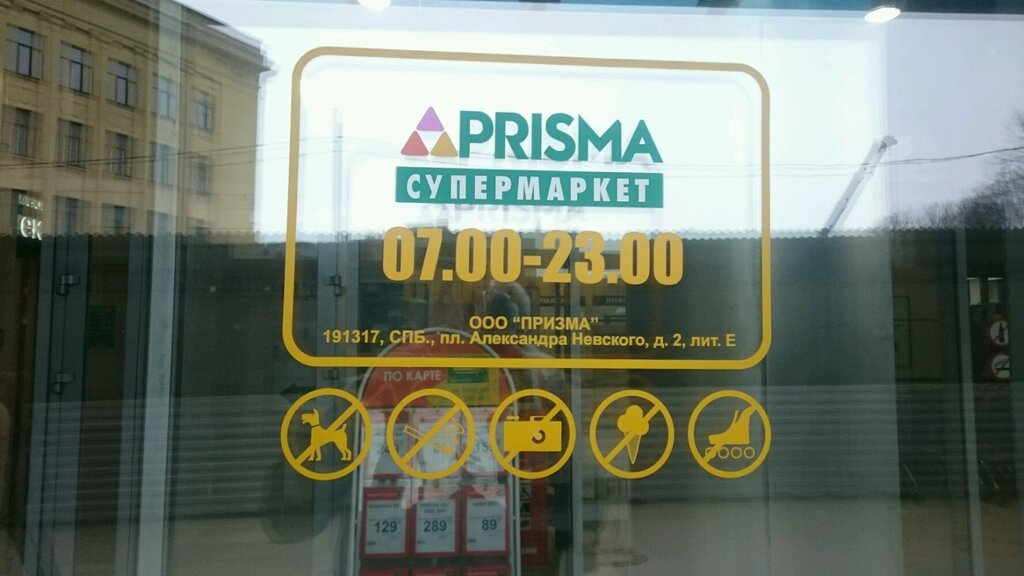 PRISMA
СУПЕРМАРКЕТ
07.00-23.00
ООО "ПРИЗМА"
191317, СПБ., пл. Александра Невского, д. 2, лит. Е
ПО КАРТЕ
129 289 89